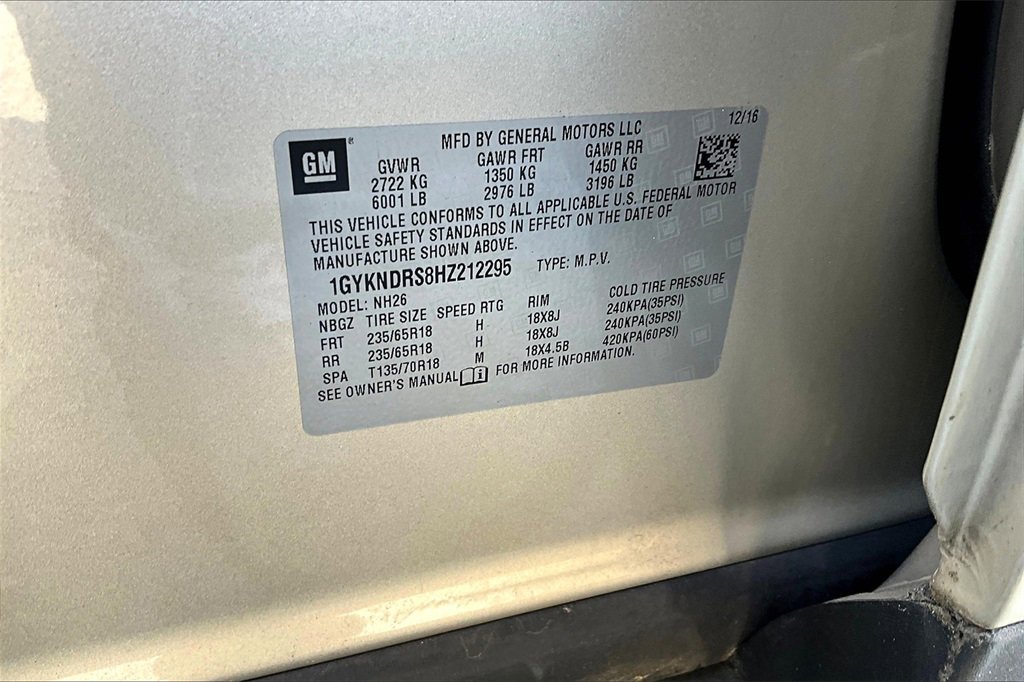 12/16
MFD BY GENERAL MOTORS LLC
GM ®
GVWR GAWR FRT GAWR RR
2722 KG 1350 KG 1450 KG
6001 LB 2976 LB 3196 LB
THIS VEHICLE CONFORMS TO ALL APPLICABLE U.S. FEDERAL MOTOR
VEHICLE SAFETY STANDARDS IN EFFECT ON THE DATE OF
MANUFACTURE SHOWN ABOVE.
1GYKNDRS8HZ212295 TYPE: M.P.V.
MODEL: NH26
NBGZ TIRE SIZE SPEED RTG RIM COLD TIRE PRESSURE
FRT 235/65R18 H 18X8J 240KPA(35PSI)
RR 235/65R18 H 18X8J 240KPA(35PSI)
SPA T135/70R18 M 18X4.5B 420KPA(60PSI)
SEE OWNER'S MANUAL FOR MORE INFORMATION.